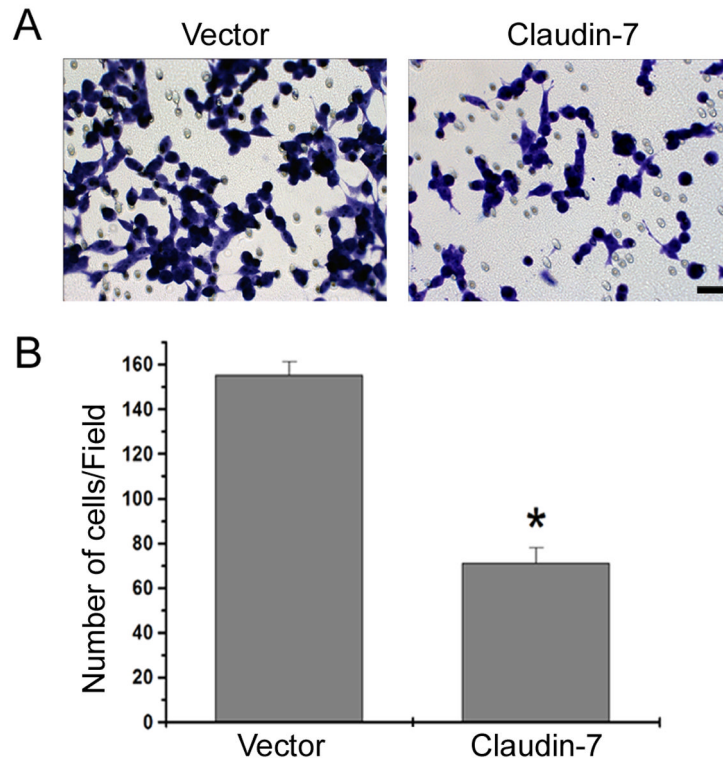 A
Vector
Claudin-7
B
Number of cells/Field
160
140
120
100
80
60
40
20
0
*
Vector
Claudin-7